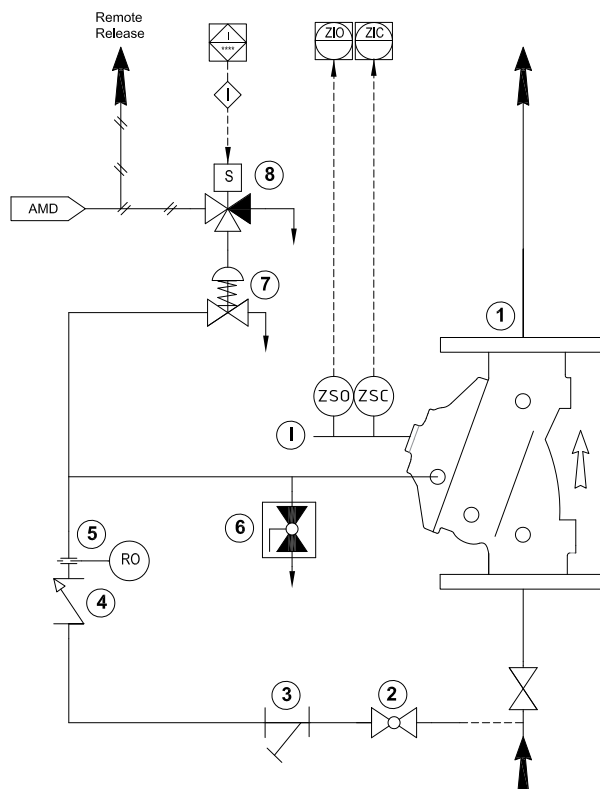 Remote
Release
I
****
ZIO
ZIC
I
S
8
AMD
7
1
ZSO
ZSC
I
6
5
RO
4
3
2